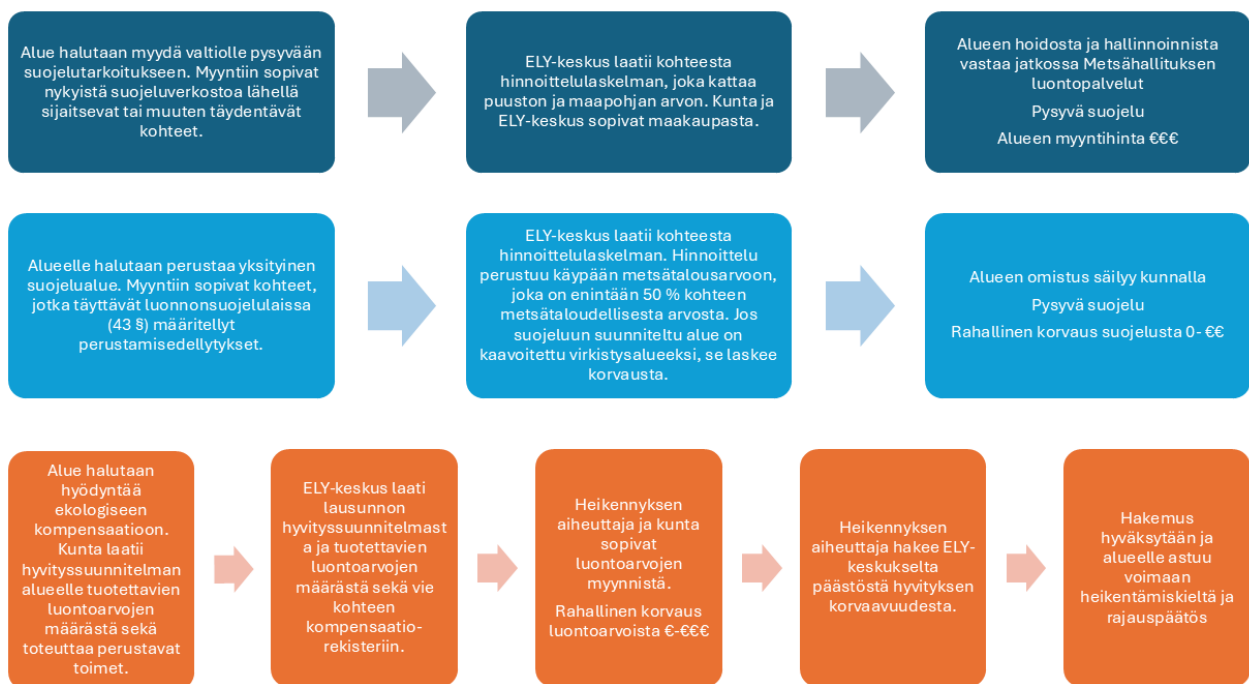 Alue halutaan myydä valtiolle pysyvään
suojelutarkoitukseen. Myyntiin sopivat
nykyistä suojeluverkostoa lähellä
sijaitsevat tai muuten täydentävät
kohteet.
ELY-keskus laatii kohteesta
hinnoittelulaskelman, joka kattaa
puuston ja maapohjan arvon. Kunta ja
ELY-keskus sopivat maakaupasta.
Alueen hoidosta ja hallinnoinnista
vastaa jatkossa Metsähallituksen
luontopalvelut
Pysyvä suojelu
Alueen myyntihinta €€€
Alueelle halutaan perustaa yksityinen
suojelualue. Myyntiin sopivat kohteet,
jotka täyttävät luonnonsuojelulaissa
(43 §) määritellyt
perustamisedellytykset.
ELY-keskus laatii kohteesta
hinnoittelulaskelman. Hinnoittelu
perustuu käypään metsätalousarvoon,
joka on enintään 50 % kohteen
metsätaloudellisesta arvosta. Jos
suojeluun suunniteltu alue on
kaavoitettu virkistysalueeksi, se laskee
korvausta.
Alueen omistus säilyy kunnalla
Pysyvä suojelu
Rahallinen korvaus suojelusta 0- €€
Alue halutaan
hyödyntää
ekologiseen
kompensaatioon.
Kunta laatii
hyvityssuunnitelman
alueelle tuotettavien
luontoarvojen
määrästä sekä
toteuttaa perustavat
toimet.
ELY-keskus laati
lausunnon
hyvityssuunnitelmast
a ja tuotettavien
luontoarvojen
määrästä sekä vie
kohteen
kompensaatio-
rekisteriin.
Heikennyksen
aiheuttaja ja kunta
sopivat
luontoarvojen
myynnistä.
Rahallinen korvaus
luontoarvoista €-€€€
Heikennyksen
aiheuttaja hakee ELY-
keskukselta
päästöstä hyvityksen
korvaavuudesta.
Hakemus
hyväksytään ja
alueelle astuu
voimaan
heikentämiskieltä ja
rajauspäätös